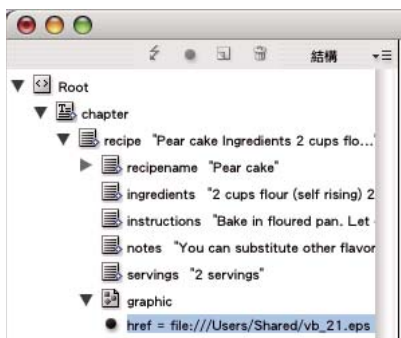 結構
Root
chapter
recipe "Pear cake Ingredients 2 cups flo..."
recipename "Pear cake"
ingredients "2 cups flour (self rising) 2
instructions "Bake in floured pan. Let
notes "You can substitute other flavor
servings "2 servings"
graphic
href = file:///Users/Shared/vb_21.eps